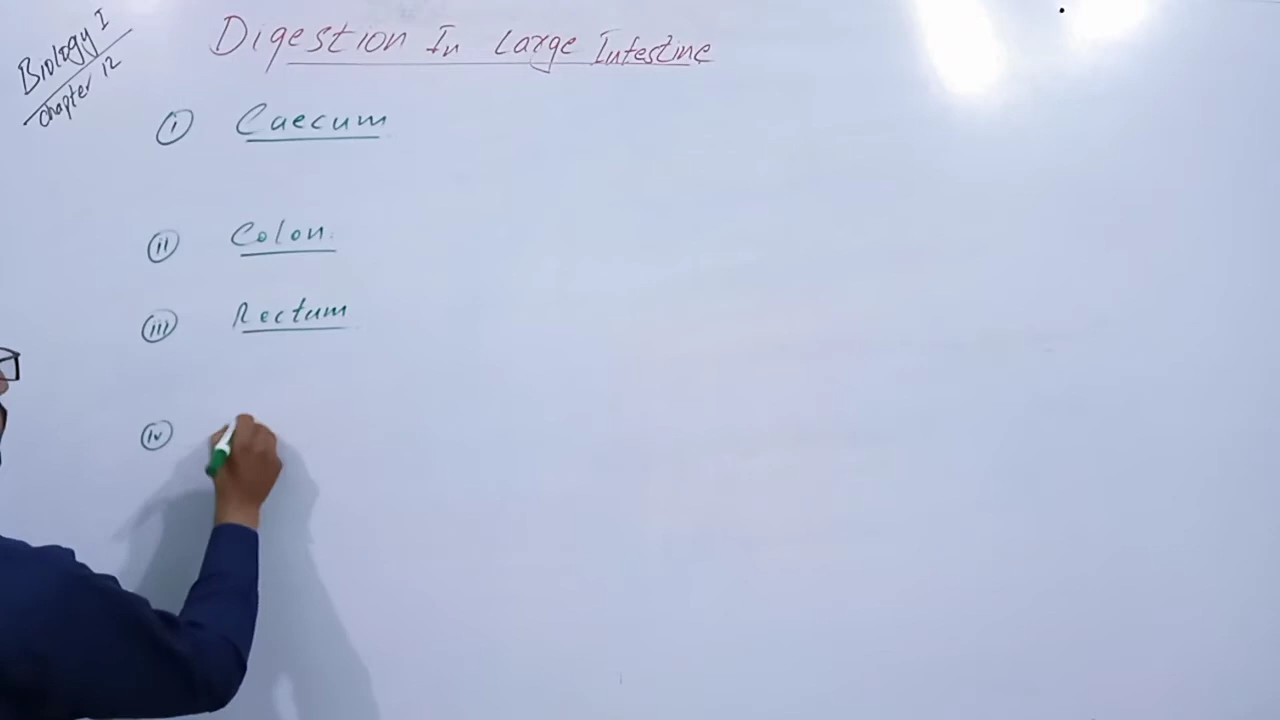 Biology I
chapter 12
Digestion In Large Intestine
i Caecum
ii Colon.
iii Rectum
iv